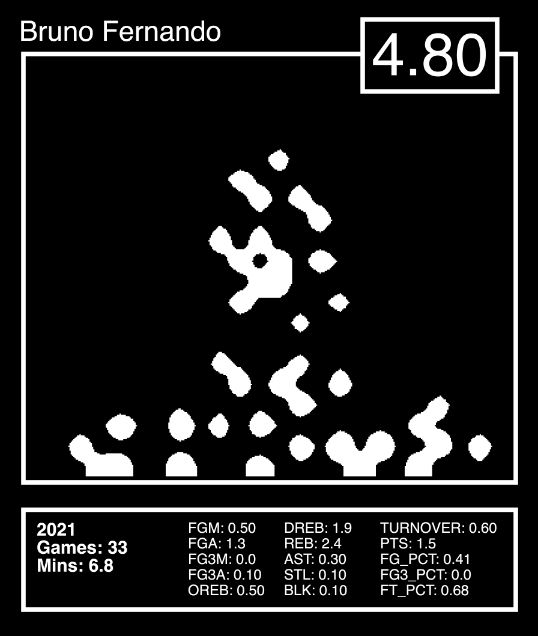 Bruno Fernando
4.80
2021
Games: 33
Mins: 6.8
FGM: 0.50
FGA: 1.3
FG3M: 0.0
FG3A: 0.10
OREB: 0.50
DREB: 1.9
REB: 2.4
AST: 0.30
STL: 0.10
BLK: 0.10
TURNOVER: 0.60
PTS: 1.5
FG_PCT: 0.41
FG3_PCT: 0.0
FT_PCT: 0.68